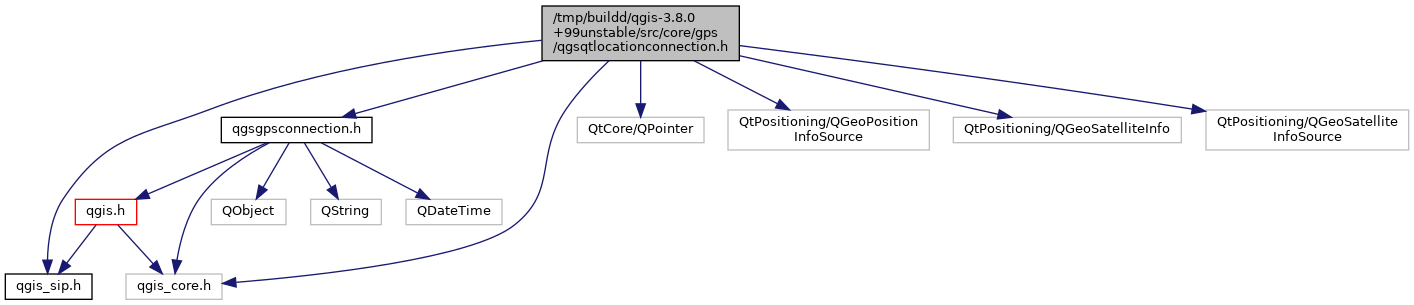 /tmp/buildd/qgis-3.8.0
+99unstable/src/core/gps
/qgsqtlocationconnection.h
qgsgpsconnection.h
QtCore/QPointer
QtPositioning/QGeoPosition
InfoSource
QtPositioning/QGeoSatelliteInfo
QtPositioning/QGeoSatellite
InfoSource
qgis.h
QObject
QString
QDateTime
qgis_sip.h
qgis_core.h